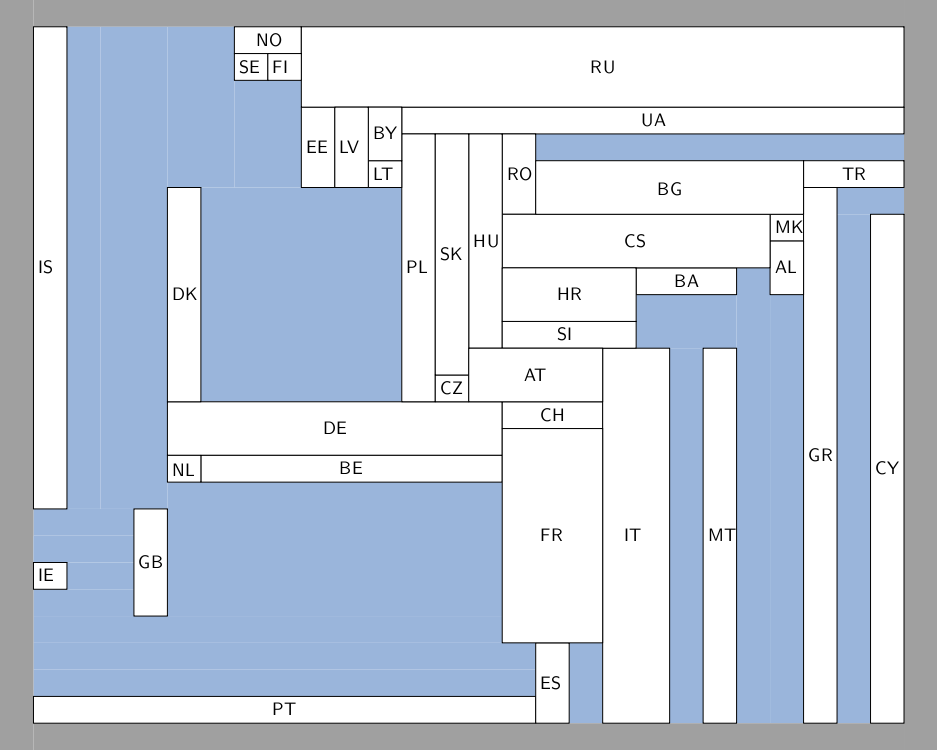 NO
SE FI
RU
UA
EE LV BY
LT
RO
TR
BG
CS
MK
AL
IS
DK
PL
SK
HU
HR
BA
SI
AT
CZ
CH
DE
NL BE
GR
CY
FR
IT
MT
GB
IE
ES
PT